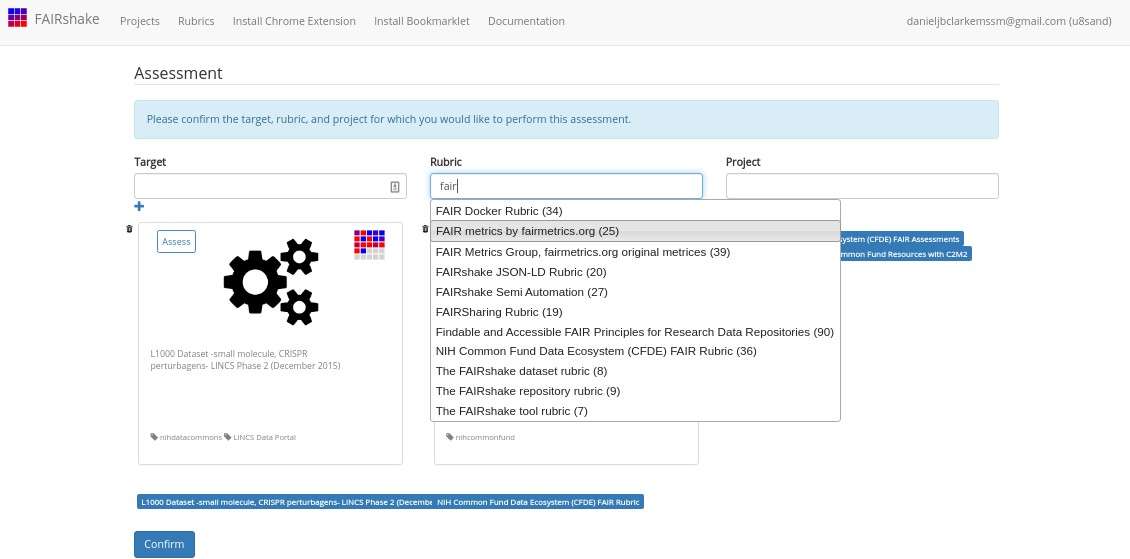 FAIRshake Projects Rubrics Install Chrome Extension Install Bookmarklet Documentation danieljbclarkemssm@gmail.com (u8sand)
Assessment
Please confirm the target, rubric, and project for which you would like to perform this assessment.
Target Rubric Project
fair
FAIR Docker Rubric (34)
FAIR metrics by fairmetrics.org (25)
FAIR Metrics Group, fairmetrics.org original metrices (39)
FAIRshake JSON-LD Rubric (20)
FAIRshake Semi Automation (27)
FAIRSharing Rubric (19)
Findable and Accessible FAIR Principles for Research Data Repositories (90)
NIH Common Fund Data Ecosystem (CFDE) FAIR Rubric (36)
The FAIRshake dataset rubric (8)
The FAIRshake repository rubric (9)
The FAIRshake tool rubric (7)
Assess
L1000 Dataset -small molecule, CRISPR
perturbagens- LINCS Phase 2 (December 2015)
nihdatacommons LINCS Data Portal
nihcommonfund
system (CFDE) FAIR Assessments
mmon Fund Resources with C2M2
L1000 Dataset -small molecule, CRISPR perturbagens- LINCS Phase 2 (Decembe NIH Common Fund Data Ecosystem (CFDE) FAIR Rubric
Confirm